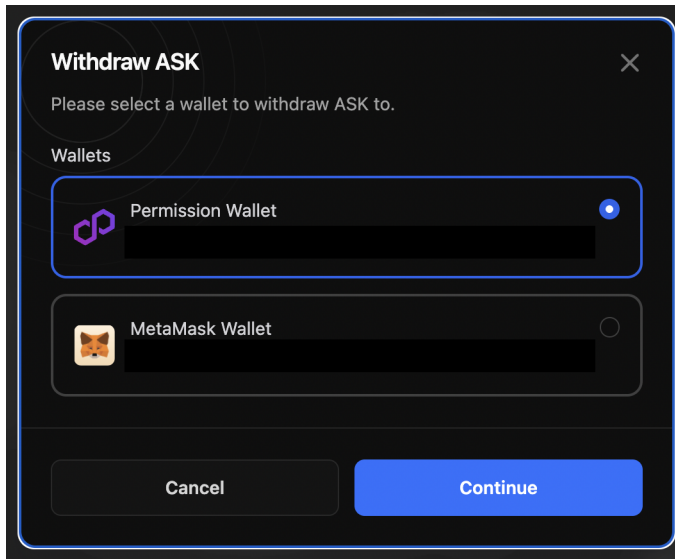 Withdraw ASK
Please select a wallet to withdraw ASK to.
Wallets
Permission Wallet
MetaMask Wallet
Cancel
Continue